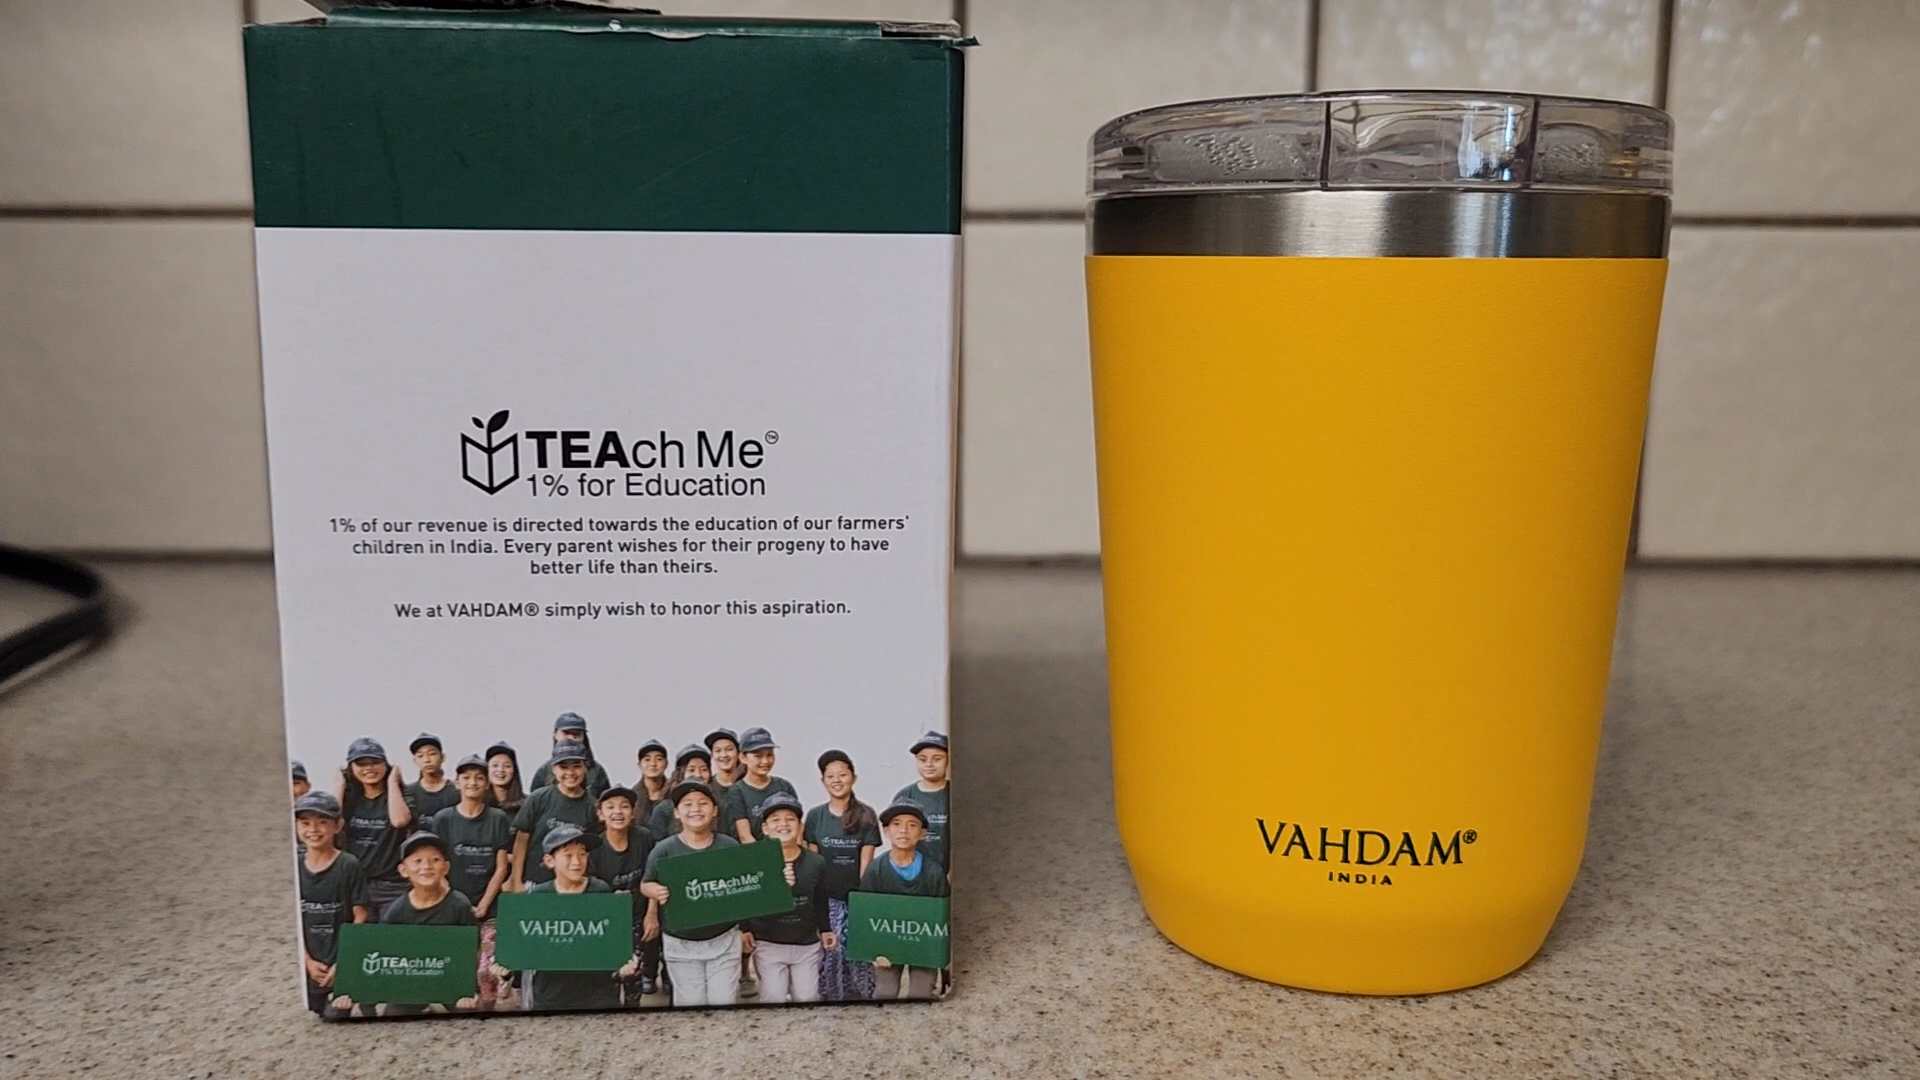 TEAch Me™
1% for Education
1% of our revenue is directed towards the education of our farmers'
children in India. Every parent wishes for their progeny to have
better life than theirs.
We at VAHDAM® simply wish to honor this aspiration.
TEAch Me
1% for Education
VAHDAM®
TEAS
TEAch Me
1% for Education
VAHDAM
TEAS
VAHDAM®
INDIA